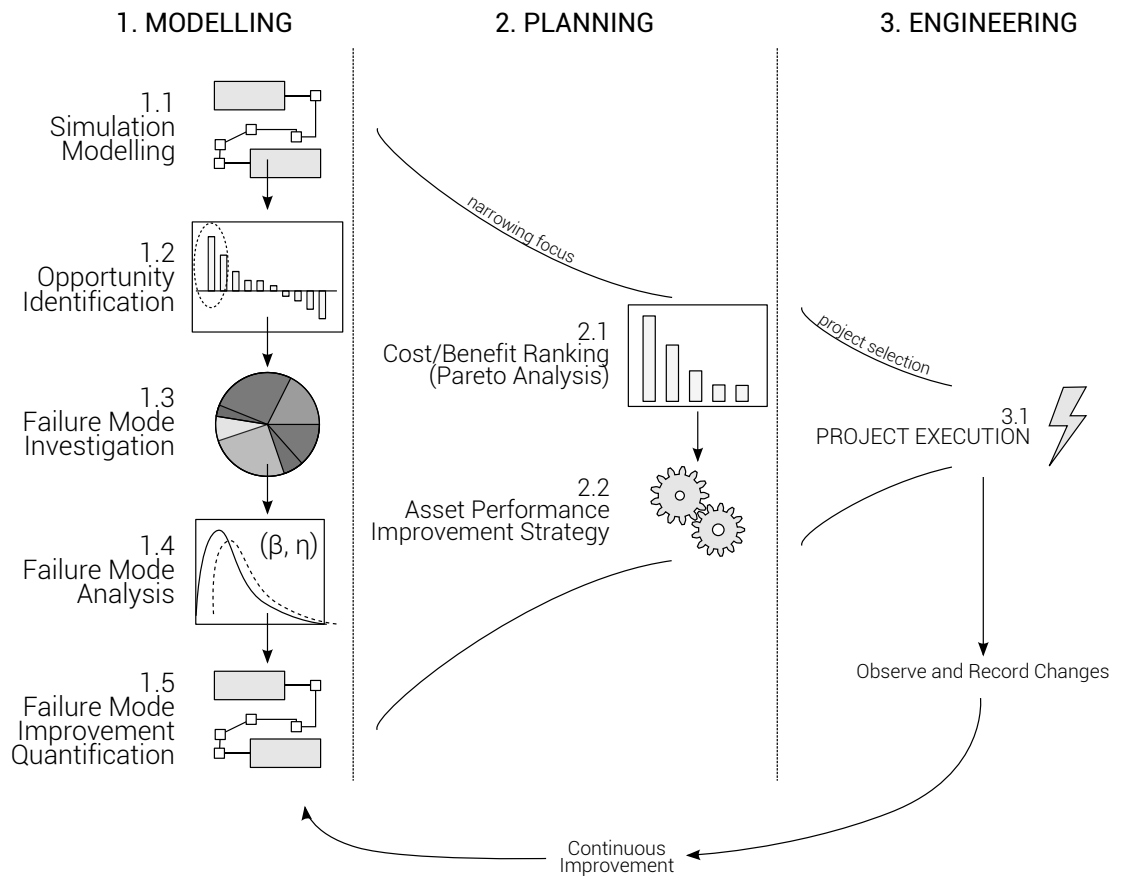 1. MODELLING
2. PLANNING
3. ENGINEERING
1.1
Simulation
Modelling
1.2
Opportunity
Identification
1.3
Failure Mode
Investigation
1.4
Failure Mode
Analysis
(β, η)
1.5
Failure Mode
Improvement
Quantification
narrowing focus
2.1
Cost/Benefit Ranking
(Pareto Analysis)
2.2
Asset Performance
Improvement Strategy
project selection
3.1
PROJECT EXECUTION
Observe and Record Changes
Continuous
Improvement